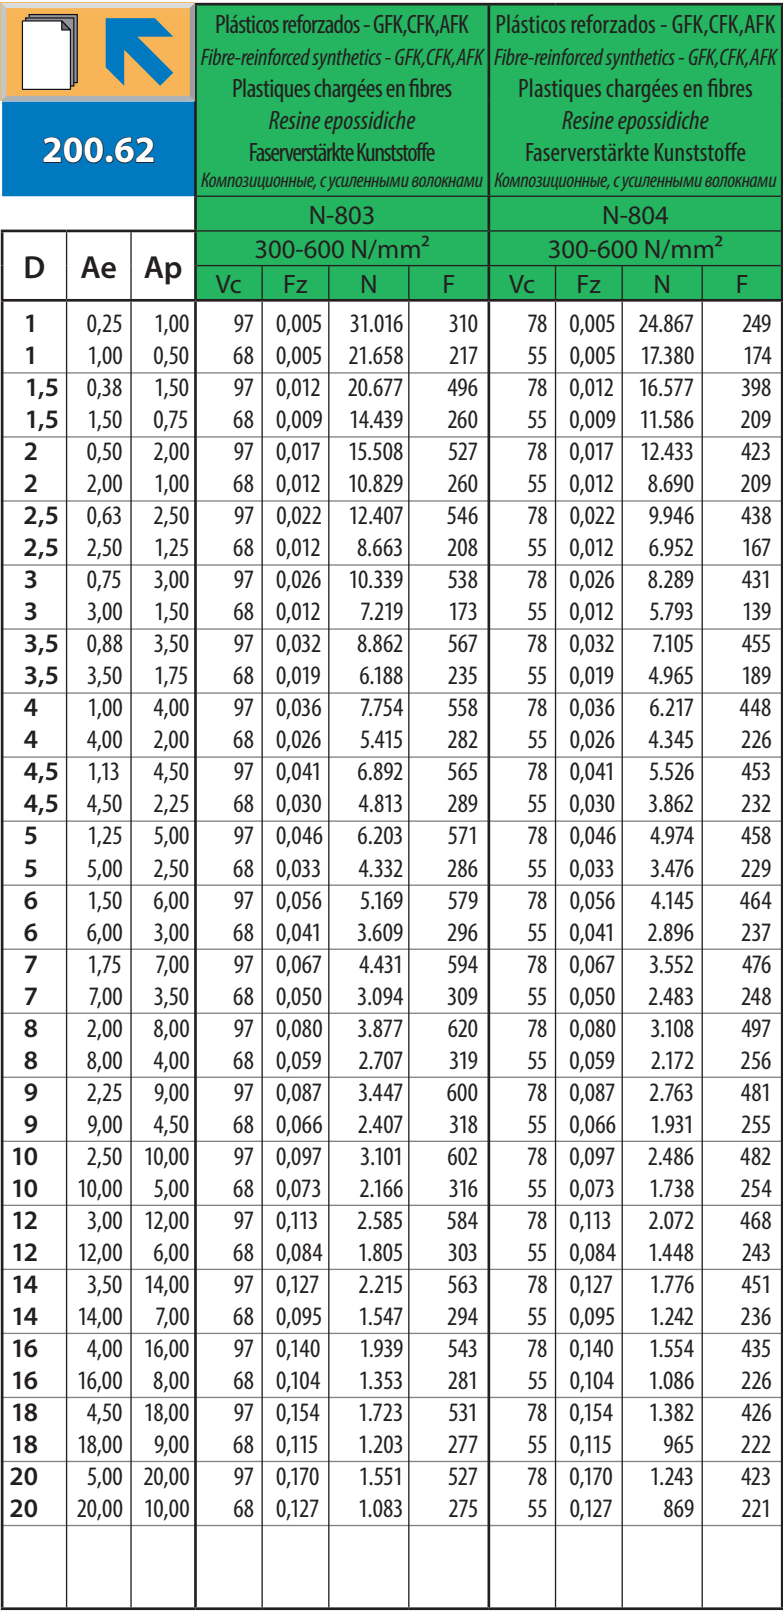 Plásticos reforzados - GFK,CFK,AFK Plásticos reforzados - GFK,CFK,AFK
Fibre-reinforced synthetics - GFK,CFK,AFK Fibre-reinforced synthetics - GFK,CFK,AFK
Plastiques chargées en fibres Plastiques chargées en fibres
Resine epossidiche Resine epossidiche
200.62 Faserverstärkte Kunststoffe Faserverstärkte Kunststoffe
Композиционные, с усиленными волокнами Композиционные, с усиленными волокнами
N-803 N-804
300-600 N/mm² 300-600 N/mm²
D Ae Ap Vc Fz N F Vc Fz N F
1 0,25 1,00 97 0,005 31.016 310 78 0,005 24.867 249
1 1,00 0,50 68 0,005 21.658 217 55 0,005 17.380 174
1,5 0,38 1,50 97 0,012 20.677 496 78 0,012 16.577 398
1,5 1,50 0,75 68 0,009 14.439 260 55 0,009 11.586 209
2 0,50 2,00 97 0,017 15.508 527 78 0,017 12.433 423
2 2,00 1,00 68 0,012 10.829 260 55 0,012 8.690 209
2,5 0,63 2,50 97 0,022 12.407 546 78 0,022 9.946 438
2,5 2,50 1,25 68 0,012 8.663 208 55 0,012 6.952 167
3 0,75 3,00 97 0,026 10.339 538 78 0,026 8.289 431
3 3,00 1,50 68 0,012 7.219 173 55 0,012 5.793 139
3,5 0,88 3,50 97 0,032 8.862 567 78 0,032 7.105 455
3,5 3,50 1,75 68 0,019 6.188 235 55 0,019 4.965 189
4 1,00 4,00 97 0,036 7.754 558 78 0,036 6.217 448
4 4,00 2,00 68 0,026 5.415 282 55 0,026 4.345 226
4,5 1,13 4,50 97 0,041 6.892 565 78 0,041 5.526 453
4,5 4,50 2,25 68 0,030 4.813 289 55 0,030 3.862 232
5 1,25 5,00 97 0,046 6.203 571 78 0,046 4.974 458
5 5,00 2,50 68 0,033 4.332 286 55 0,033 3.476 229
6 1,50 6,00 97 0,056 5.169 579 78 0,056 4.145 464
6 6,00 3,00 68 0,041 3.609 296 55 0,041 2.896 237
7 1,75 7,00 97 0,067 4.431 594 78 0,067 3.552 476
7 7,00 3,50 68 0,050 3.094 309 55 0,050 2.483 248
8 2,00 8,00 97 0,080 3.877 620 78 0,080 3.108 497
8 8,00 4,00 68 0,059 2.707 319 55 0,059 2.172 256
9 2,25 9,00 97 0,087 3.447 600 78 0,087 2.763 481
9 9,00 4,50 68 0,066 2.407 318 55 0,066 1.931 255
10 2,50 10,00 97 0,097 3.101 602 78 0,097 2.486 482
10 10,00 5,00 68 0,073 2.166 316 55 0,073 1.738 254
12 3,00 12,00 97 0,113 2.585 584 78 0,113 2.072 468
12 12,00 6,00 68 0,084 1.805 303 55 0,084 1.448 243
14 3,50 14,00 97 0,127 2.215 563 78 0,127 1.776 451
14 14,00 7,00 68 0,095 1.547 294 55 0,095 1.242 236
16 4,00 16,00 97 0,140 1.939 543 78 0,140 1.554 435
16 16,00 8,00 68 0,104 1.353 281 55 0,104 1.086 226
18 4,50 18,00 97 0,154 1.723 531 78 0,154 1.382 426
18 18,00 9,00 68 0,115 1.203 277 55 0,115 965 222
20 5,00 20,00 97 0,170 1.551 527 78 0,170 1.243 423
20 20,00 10,00 68 0,127 1.083 275 55 0,127 869 221